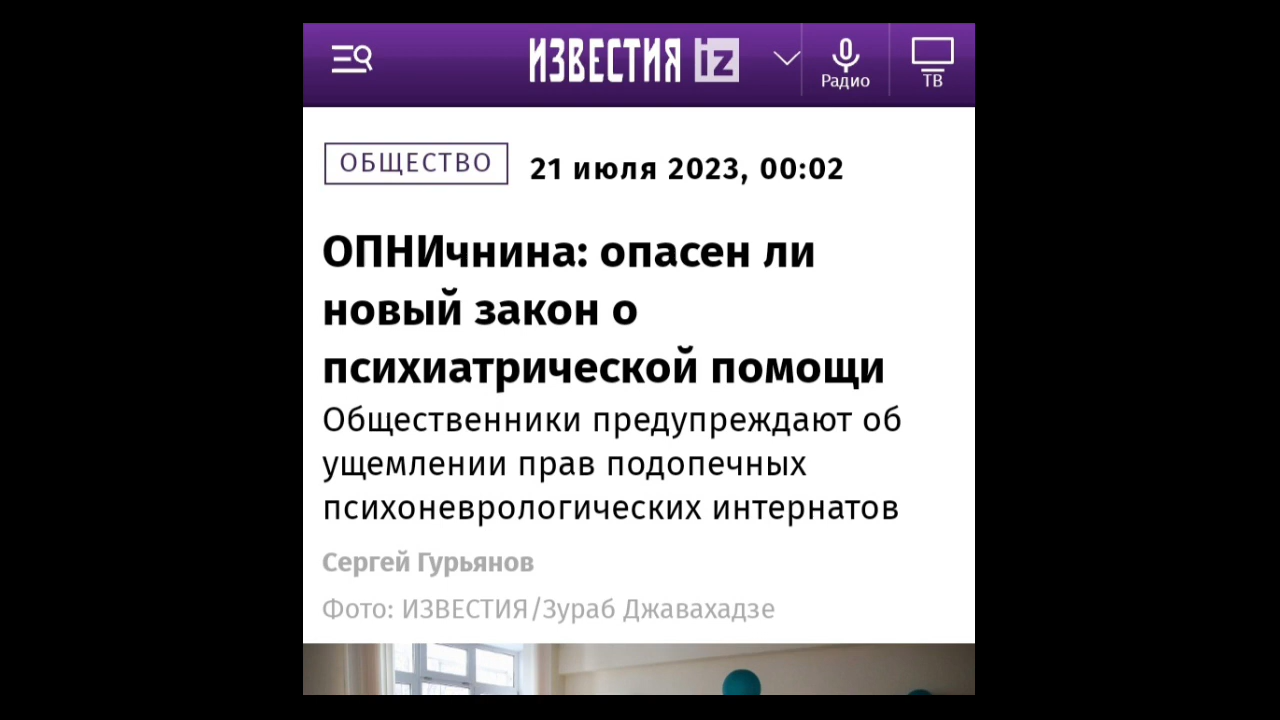 ИЗВЕСТИЯ iz
Радио
ТВ
ОБЩЕСТВО 21 июля 2023, 00:02
ОПНИчнина: опасен ли
новый закон о
психиатрической помощи
Общественники предупреждают об
ущемлении прав подопечных
психоневрологических интернатов
Сергей Гурьянов
Фото: ИЗВЕСТИЯ/Зураб Джавахадзе